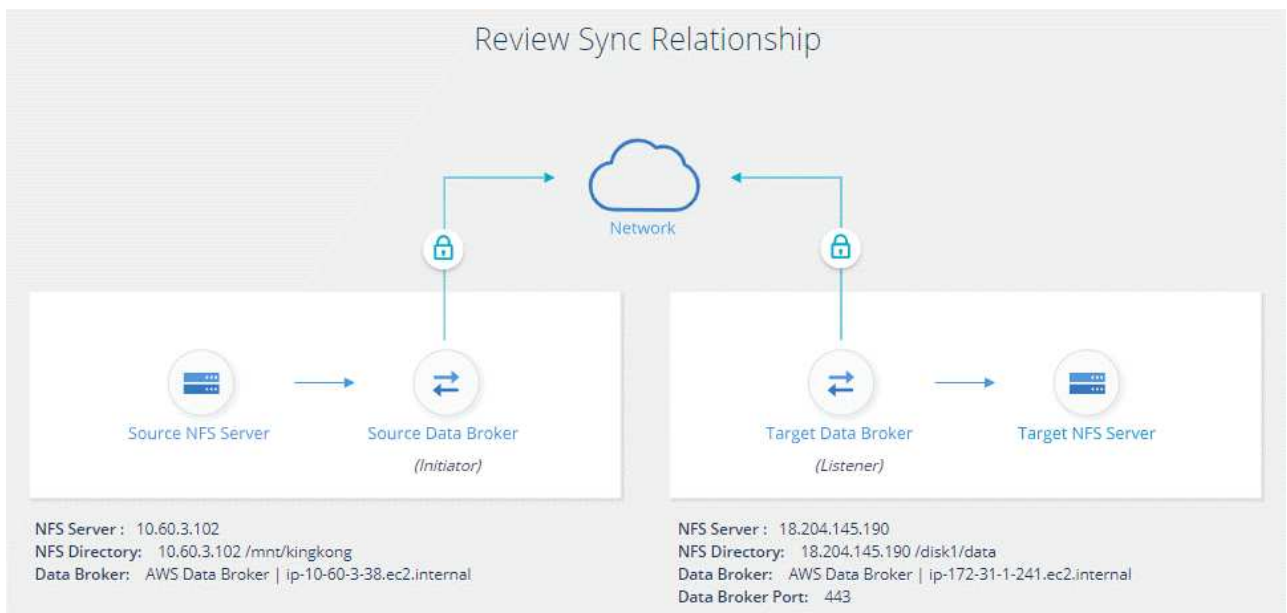 Review Sync Relationship
Network
Source NFS Server
Source Data Broker
(Initiator)
Target Data Broker
(Listener)
Target NFS Server
NFS Server : 10.60.3.102
NFS Directory: 10.60.3.102 /mnt/kingkong
Data Broker: AWS Data Broker | ip-10-60-3-38.ec2.internal
NFS Server : 18.204.145.190
NFS Directory: 18.204.145.190 /disk1/data
Data Broker: AWS Data Broker | ip-172-31-1-241.ec2.internal
Data Broker Port: 443